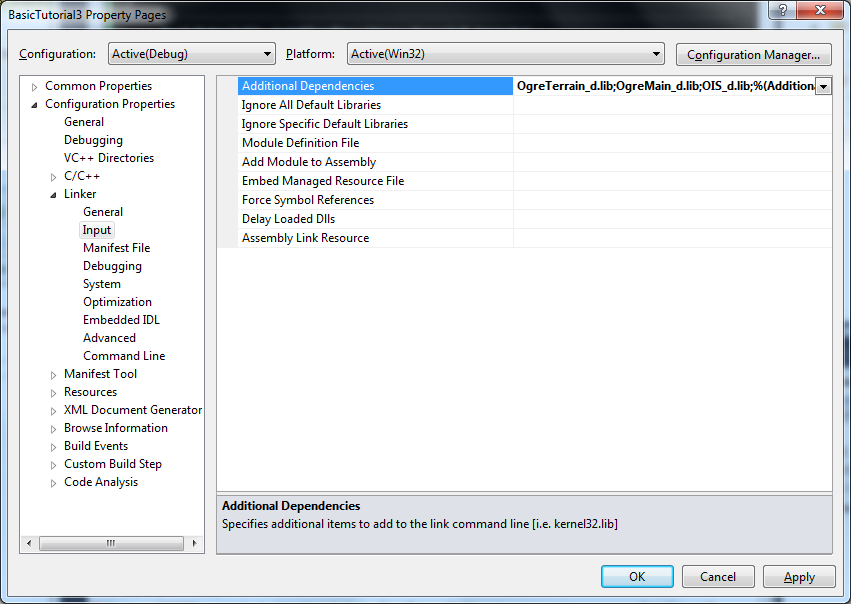 BasicTutorial3 Property Pages
Configuration: Active(Debug) Platform: Active(Win32) Configuration Manager...
Common Properties
Configuration Properties
General
Debugging
VC++ Directories
C/C++
Linker
General
Input
Manifest File
Debugging
System
Optimization
Embedded IDL
Advanced
Command Line
Manifest Tool
Resources
XML Document Generator
Browse Information
Build Events
Custom Build Step
Code Analysis
Additional Dependencies OgreTerrain_d.lib;OgreMain_d.lib;OIS_d.lib;%(Additiona
Ignore All Default Libraries
Ignore Specific Default Libraries
Module Definition File
Add Module to Assembly
Embed Managed Resource File
Force Symbol References
Delay Loaded Dlls
Assembly Link Resource
Additional Dependencies
Specifies additional items to add to the link command line [i.e. kernel32.lib]
OK Cancel Apply